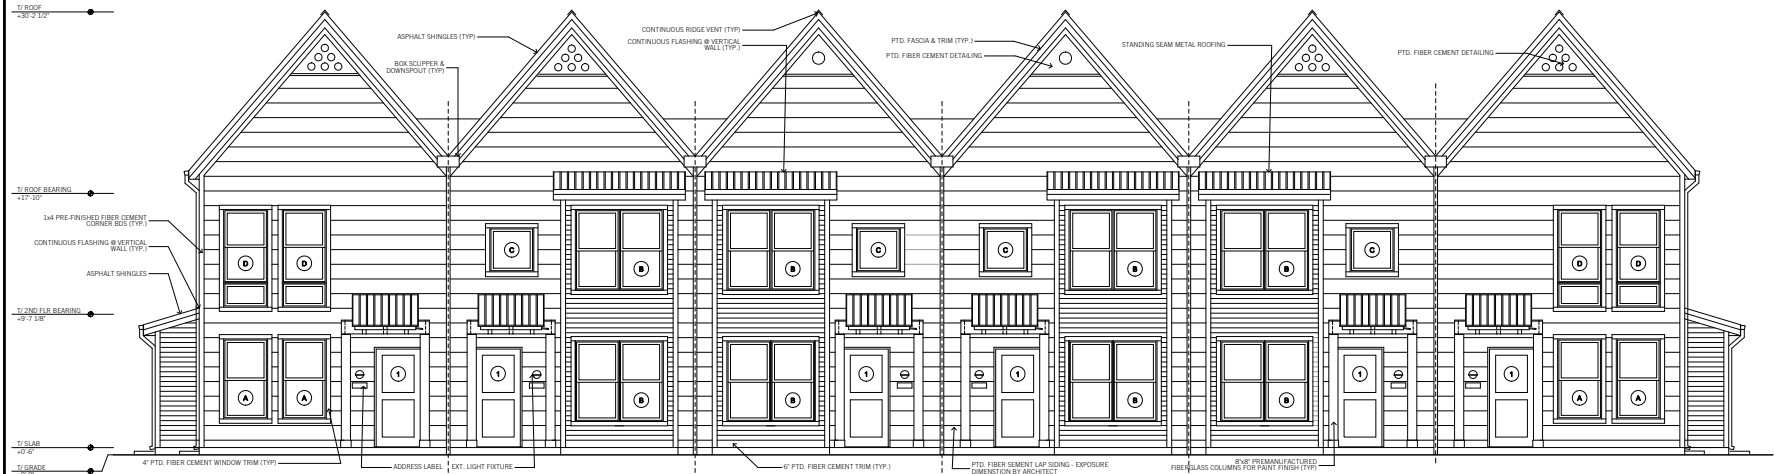 T/ ROOF
+30'-2 1/2"
ASPHALT SHINGLES (TYP)
BOX SCUPPER &
DOWNSPOUT (TYP)
CONTINUOUS RIDGE VENT (TYP)
CONTINUOUS FLASHING @ VERTICAL
WALL (TYP.)
PTD. FASCIA & TRIM (TYP.)
PTD. FIBER CEMENT DETAILING
STANDING SEAM METAL ROOFING
PTD. FIBER CEMENT DETAILING
T/ ROOF BEARING
+17'-10"
1x4 PRE-FINISHED FIBER CEMENT
CORNER BDS (TYP.)
CONTINUOUS FLASHING @ VERTICAL
WALL (TYP.)
ASPHALT SHINGLES
T/ 2ND FLR BEARING
+9'-7 1/8"
D D C B B C C B B C D D
A A 1 1 B B 1 1 B B 1 1 A A
T/ SLAB
+0'-6"
T/ GRADE
4" PTD. FIBER CEMENT WINDOW TRIM (TYP)
ADDRESS LABEL
EXT. LIGHT FIXTURE
6" PTD. FIBER CEMENT TRIM (TYP.)
PTD. FIBER SEMENT LAP SIDING - EXPOSURE
DIMENSTION BY ARCHITECT
8"x8" PREMANUFACTURED
FIBERGLASS COLUMNS FOR PAINT FINISH (TYP)